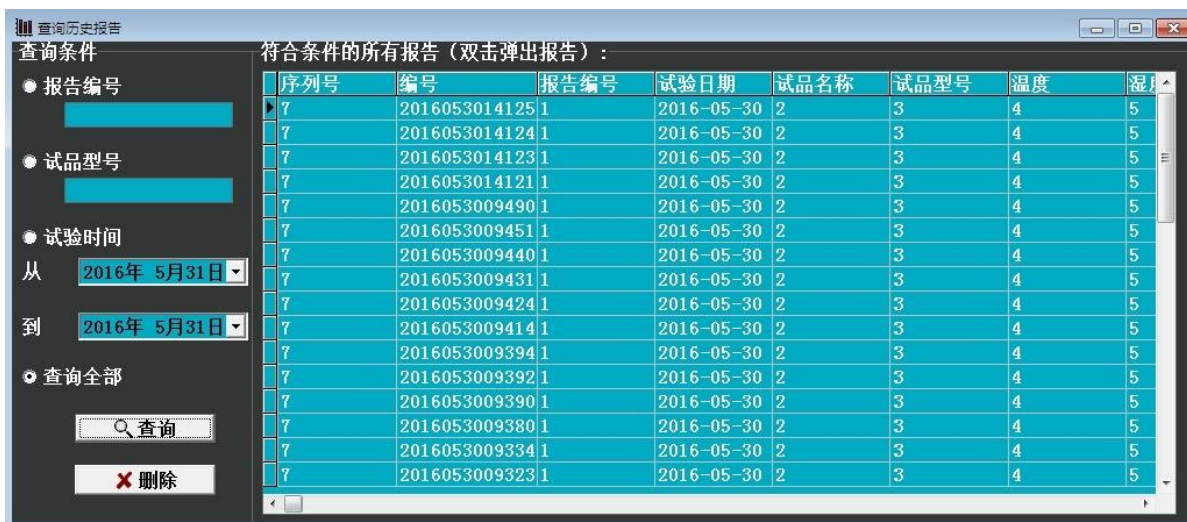 查询历史报告
查询条件
报告编号
试品型号
试验时间
从 2016年 5月31日
到 2016年 5月31日
查询全部
查询
删除
符合条件的所有报告（双击弹出报告）:
序列号 编号 报告编号 试验日期 试品名称 试品型号 温度
7 2016053014125 1 2016-05-30 2 3 4 5
7 2016053014124 1 2016-05-30 2 3 4 5
7 2016053014123 1 2016-05-30 2 3 4 5
7 2016053014121 1 2016-05-30 2 3 4 5
7 2016053009490 1 2016-05-30 2 3 4 5
7 2016053009451 1 2016-05-30 2 3 4 5
7 2016053009440 1 2016-05-30 2 3 4 5
7 2016053009431 1 2016-05-30 2 3 4 5
7 2016053009424 1 2016-05-30 2 3 4 5
7 2016053009414 1 2016-05-30 2 3 4 5
7 2016053009394 1 2016-05-30 2 3 4 5
7 2016053009392 1 2016-05-30 2 3 4 5
7 2016053009390 1 2016-05-30 2 3 4 5
7 2016053009380 1 2016-05-30 2 3 4 5
7 2016053009334 1 2016-05-30 2 3 4 5
7 2016053009323 1 2016-05-30 2 3 4 5